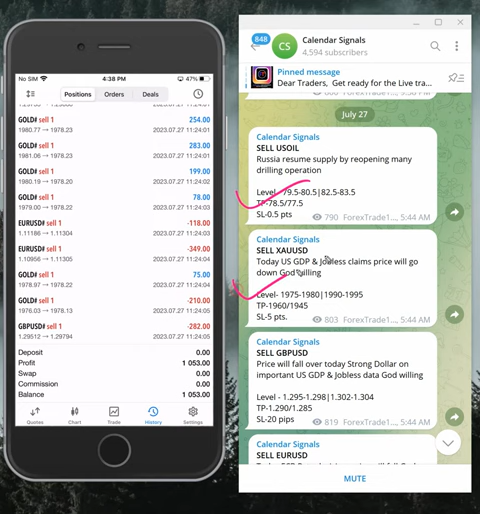 No SIM
4:38 PM
47%
Positions
Orders
Deals
GOLD# sell 1
254.00
1980.77 → 1978.23
2023.07.27 11:24:01
GOLD# sell 1
283.00
1981.06 → 1978.23
2023.07.27 11:24:01
GOLD# sell 1
199.00
1980.19 → 1978.20
2023.07.27 11:24:02
GOLD# sell 1
78.00
1979.00 → 1978.22
2023.07.27 11:24:03
EURUSD# sell 1
-118.00
1.11186 → 1.11304
2023.07.27 11:24:03
EURUSD# sell 1
-349.00
1.10956 → 1.11305
2023.07.27 11:24:03
GOLD# sell 1
75.00
1978.97 → 1978.22
2023.07.27 11:24:04
GOLD# sell 1
-210.00
1976.03 → 1978.13
2023.07.27 11:24:04
GBPUSD# sell 1
-282.00
1.29512 → 1.29794
2023.07.27 11:24:05
Deposit
0.00
Profit
1 053.00
Swap
0.00
Commission
0.00
Balance
1 053.00
Quotes
Chart
Trade
History
Settings
848
CS
Calendar Signals
4,594 subscribers
Pinned message
Dear Traders, Get ready for the Live tra...
July 27
Calendar Signals
SELL USOIL
Russia resume supply by reopening many
drilling operation
Level- 79.5-80.5|82.5-83.5
TP-78.5/77.5
SL-0.5 pts
790 ForexTrade1..., 5:44 AM
Calendar Signals
SELL XAUUSD
Today US GDP & Jobless claims price will go
down God willing
Level- 1975-1980|1990-1995
TP-1960/1945
SL-5 pts.
803 ForexTrade1..., 5:44 AM
Calendar Signals
SELL GBPUSD
Price will fall over today Strong Dollar on
important US GDP & Jobless data God willing
Level - 1.295-1.298|1.302-1.304
TP-1.290/1.285
SL-20 pips
819 ForexTrade1..., 5:44 AM
Calendar Signals
SELL EURUSD
MUTE